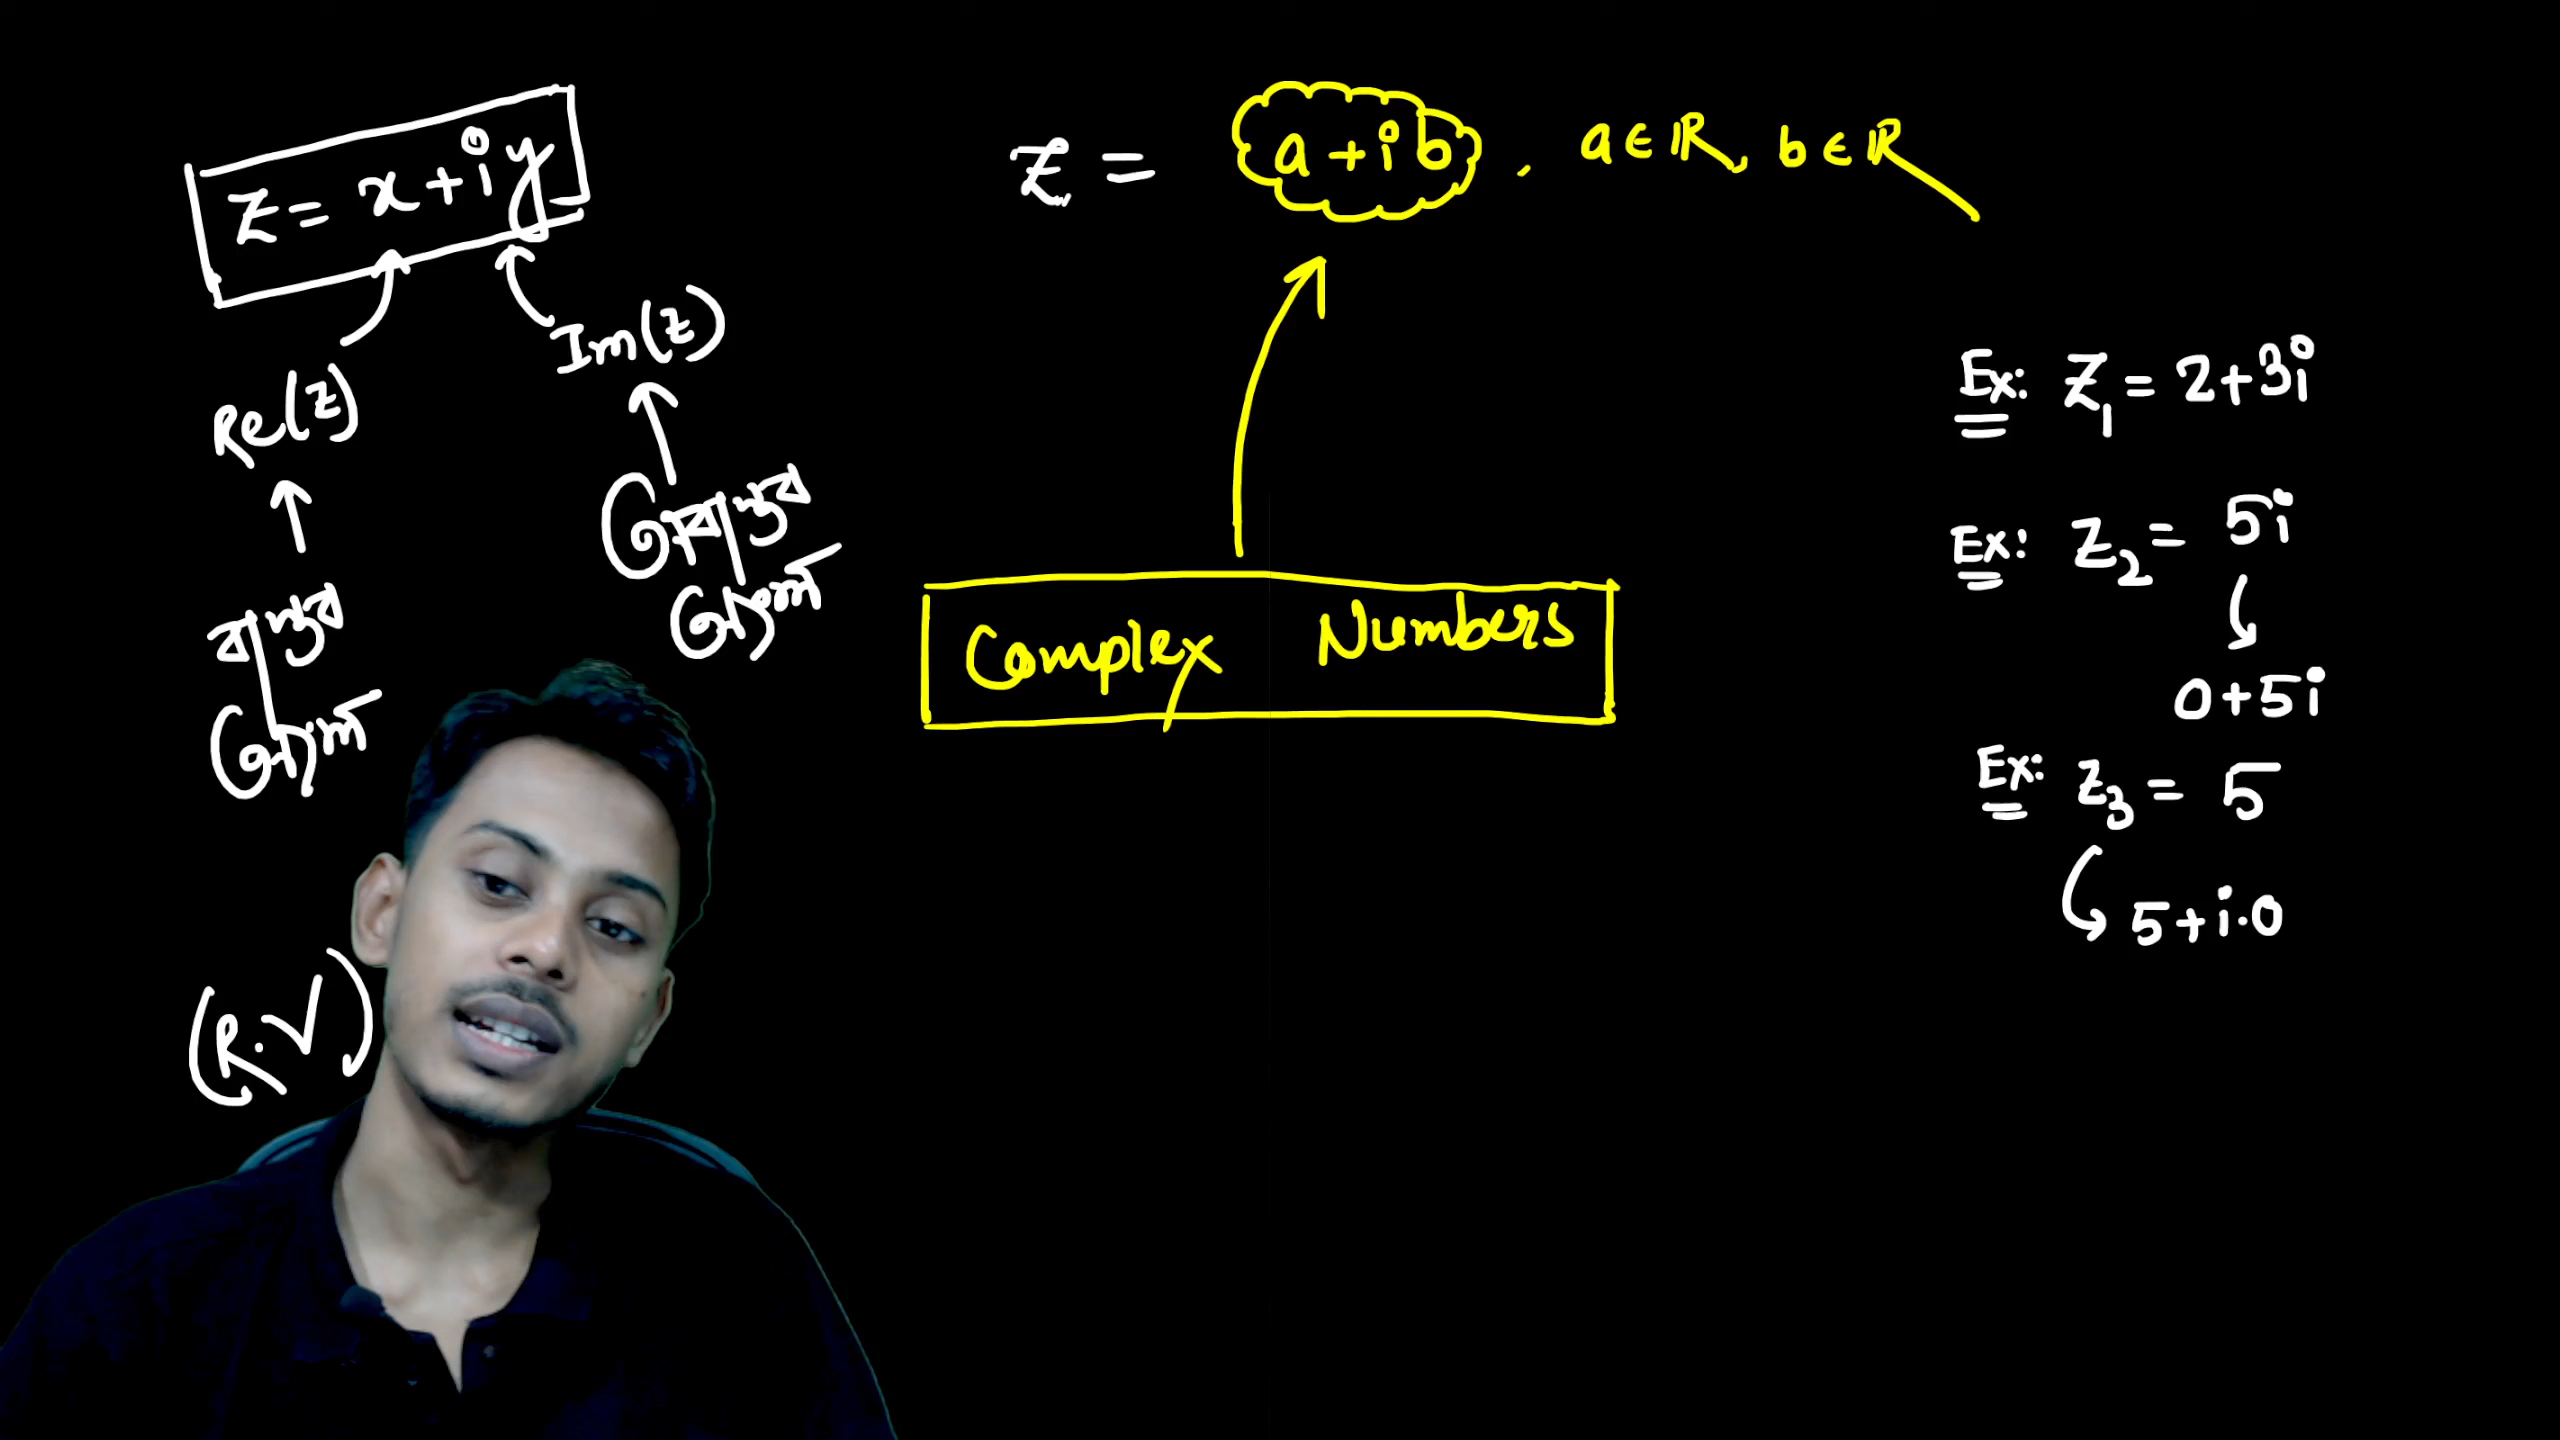 z = x + iy
Re(z)
Im(z)
বাস্তব
অংশ
অবাস্তব
অংশ
(R.V)
z = a + ib , a ∈ ℝ, b ∈ ℝ
Complex Numbers
Ex: z₁ = 2+3i
Ex: z₂ = 5i
0+5i
Ex: z₃ = 5
5+i.0